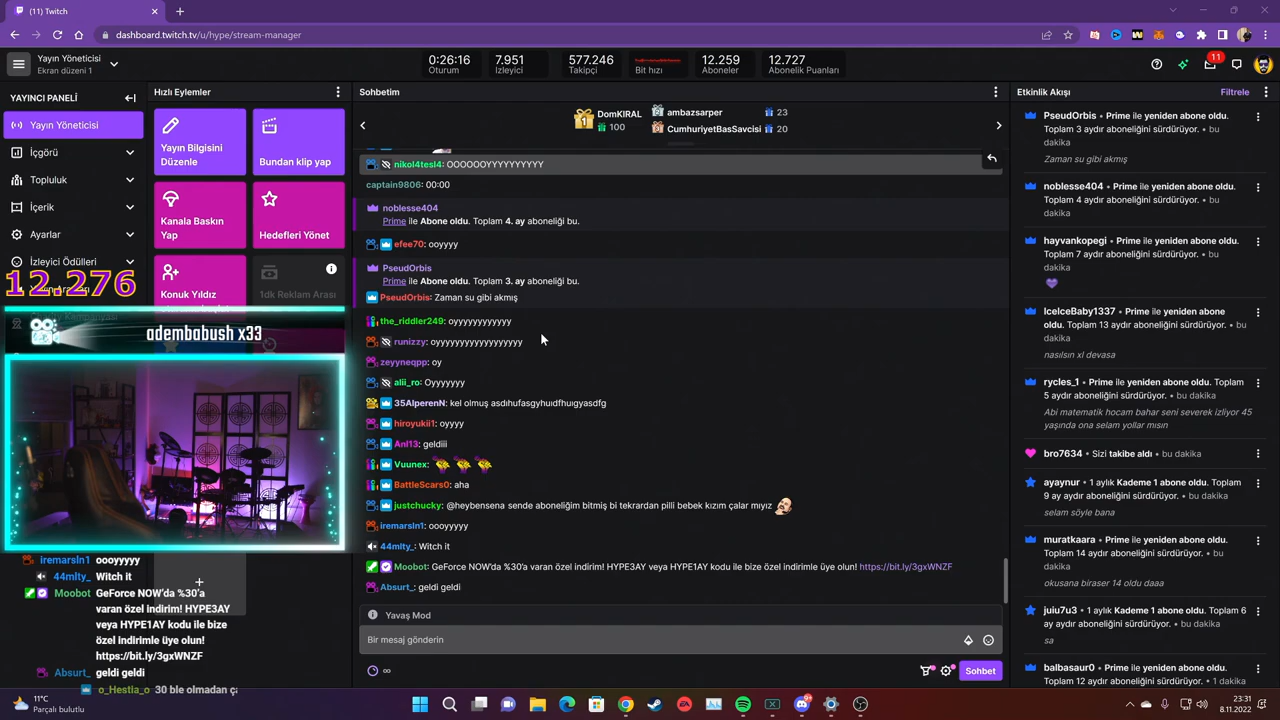 (11) Twitch
dashboard.twitch.tv/u/hype/stream-manager
Yayın Yöneticisi
Ekran düzeni 1
0:26:16
Oturum
7.951
İzleyici
577.246
Takipçi
Bit hızı
12.259
Aboneler
12.727
Abonelik Puanları
11
YAYINCI PANELİ
Yayın Yöneticisi
İçgörü
Topluluk
İçerik
Ayarlar
İzleyici Ödülleri
12.276
adembabush x33
Hızlı Eylemler
Yayın Bilgisini
Düzenle
Bundan klip yap
Kanala Baskın
Yap
Hedefleri Yönet
Konuk Yıldız
1dk Reklam Arası
iremarsln1 oooyyyyy
44mlty_ Witch it
Moobot GeForce NOW'da %30'a
varan özel indirim! HYPE3AY
veya HYPE1AY kodu ile bize
özel indirimle üye olun!
https://bit.ly/3gxWNZF
Absurt_ geldi geldi
o_Hestia_o 30 ble olmadan ç
Sohbetim
1
DomKIRAL
100
2 ambazsarper 23
3 CumhuriyetBasSavcisi 20
nikol4tesl4: OOOOOOYYYYYYYYYY
captain9806: 00:00
noblesse404
Prime ile Abone oldu. Toplam 4. ay aboneliği bu.
efee70: ooyyyy
PseudOrbis
Prime ile Abone oldu. Toplam 3. ay aboneliği bu.
PseudOrbis: Zaman su gibi akmış
the_riddler249: oyyyyyyyyyyyy
runizzy: oyyyyyyyyyyyyyyyyyy
zeyyneqpp: oy
alii_ro: Oyyyyyyy
35AlperenN: kel olmuş asdıhufasgyhuıdfhuıgyasdfg
hiroyukii1: oyyyy
Anl13: geldiii
Vuunex:
BattleScars0: aha
justchucky: @heybensena sende aboneliğim bitmiş bi tekrardan pilli bebek kızım çalar mıyız
iremarsln1: oooyyyyy
44mlty_: Witch it
Moobot: GeForce NOW'da %30'a varan özel indirim! HYPE3AY veya HYPE1AY kodu ile bize özel indirimle üye olun! https://bit.ly/3gxWNZF
Absurt_: geldi geldi
Yavaş Mod
Bir mesaj gönderin
∞
Sohbet
Etkinlik Akışı
Filtrele
PseudOrbis • Prime ile yeniden abone oldu.
Toplam 3 aydır aboneliğini sürdürüyor. • bu
dakika
Zaman su gibi akmış
noblesse404 • Prime ile yeniden abone oldu.
Toplam 4 aydır aboneliğini sürdürüyor. • bu
dakika
hayvankopegi • Prime ile yeniden abone oldu.
Toplam 7 aydır aboneliğini sürdürüyor. • bu
dakika
IceIceBaby1337 • Prime ile yeniden abone
oldu. Toplam 13 aydır aboneliğini sürdürüyor.
• bu dakika
nasılsın xl devasa
rycles_1 • Prime ile yeniden abone oldu. Toplam
5 aydır aboneliğini sürdürüyor. • bu dakika
Abi matematik hocam bahar seni severek izliyor 45
yaşında ona selam yollar mısın
bro7634 • Sizi takibe aldı • bu dakika
ayaynur • 1 aylık Kademe 1 abone oldu. Toplam
9 ay aydır aboneliğini sürdürüyor. • bu dakika
selam söyle bana
muratkaara • Prime ile yeniden abone oldu.
Toplam 14 aydır aboneliğini sürdürüyor. • bu
dakika
okusana biraser 14 oldu daaa
juiu7u3 • 1 aylık Kademe 1 abone oldu. Toplam 6
ay aydır aboneliğini sürdürüyor. • bu dakika
sa
balbasaur0 • Prime ile yeniden abone oldu.
Toplam 12 aydır aboneliğini sürdürüyor. • 1 dakika
11°C
Parçalı bulutlu
23:31
8.11.2022